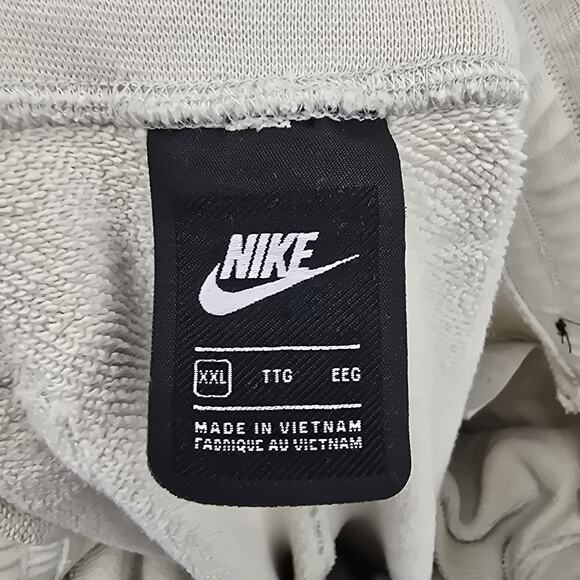 NIKE
XXL TTG EEG
MADE IN VIETNAM
FABRIQUE AU VIETNAM